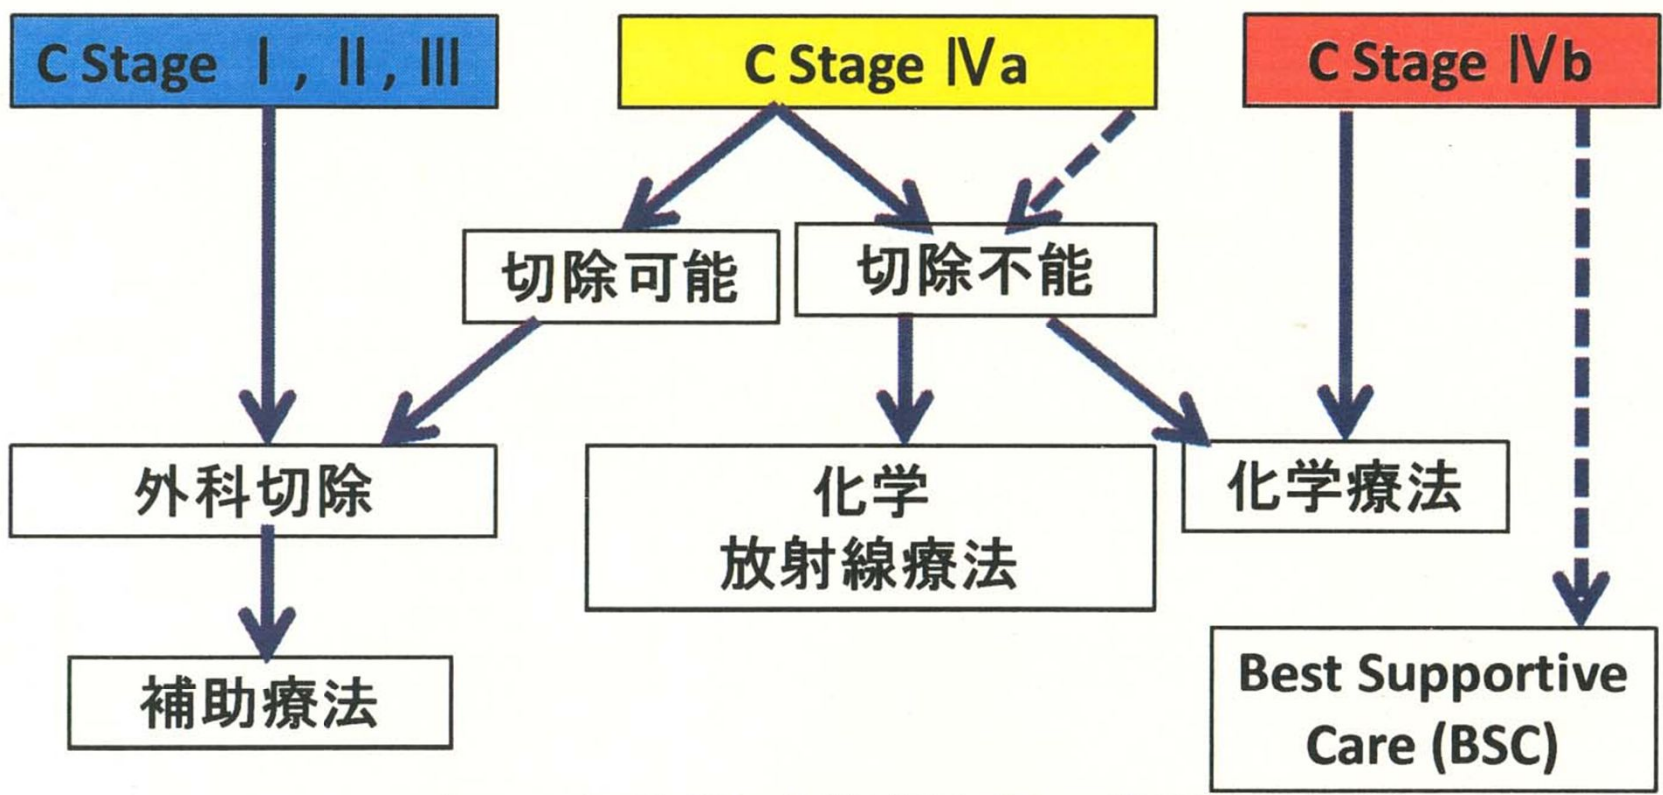 C Stage Ⅰ, Ⅱ, Ⅲ
C Stage Ⅳa
C Stage Ⅳb
切除可能
切除不能
外科切除
化学
放射線療法
化学療法
補助療法
Best Supportive
Care (BSC)